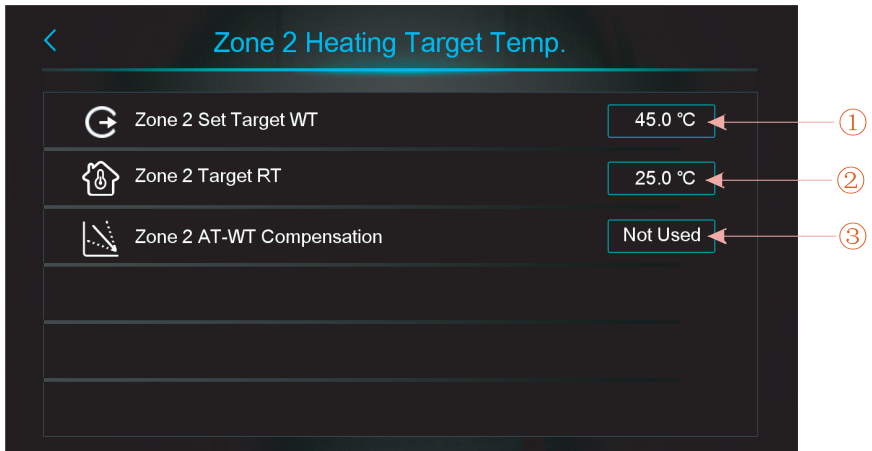 Zone 2 Heating Target Temp.
Zone 2 Set Target WT 45.0 ℃ ①
Zone 2 Target RT 25.0 ℃ ②
Zone 2 AT-WT Compensation Not Used ③